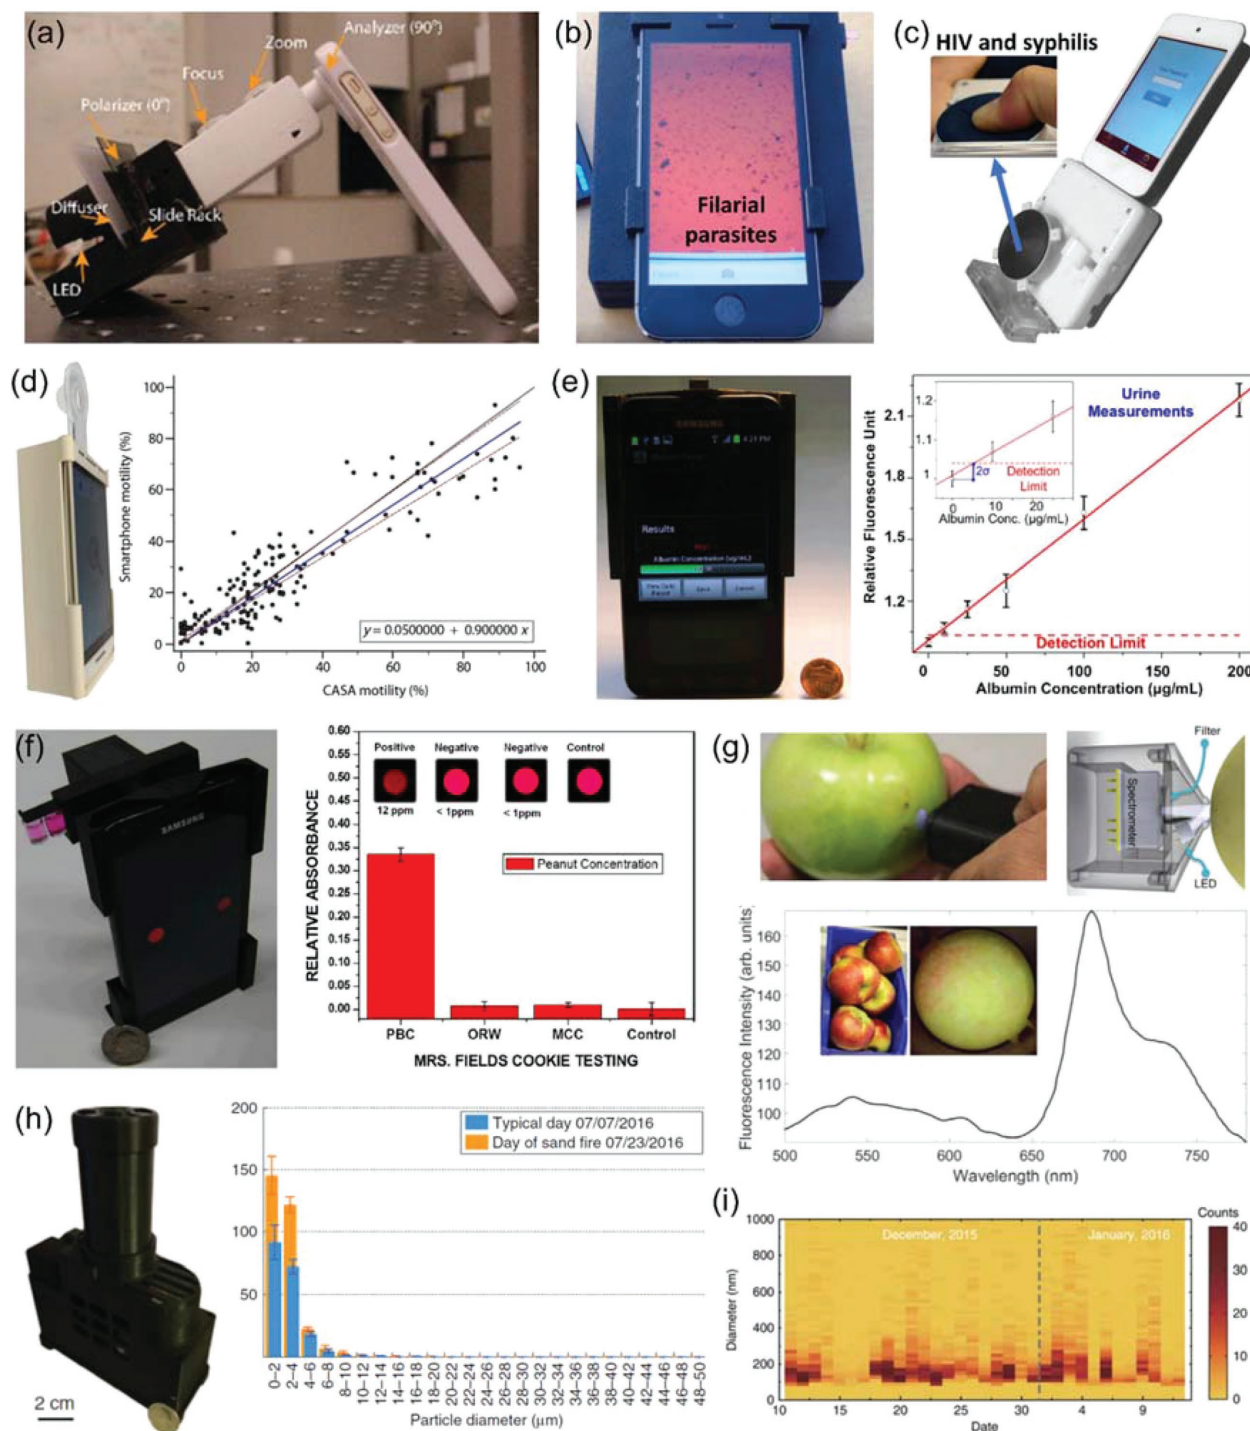 (a)
Analyzer (90°)
Zoom
Focus
Polarizer (0°)
Diffuser
Slide Rack
LED
(b)
Filarial
parasites
(c)
HIV and syphilis
(d)
Smartphone motility (%)
100
80
60
40
20
0
y = 0.0500000 + 0.900000 x
0 20 40 60 80 100
CASA motility (%)
(e)
SAMSUNG
4:21 PM
Results
Albumin Concentration (ug/mL)
Relative Fluorescence Unit
2.1
1.8
1.5
1.2
Urine
Measurements
1.2
1.1
1
2σ
Detection
Limit
0 10 20
Albumin Conc. (µg/mL)
Detection Limit
0 50 100 150 200
Albumin Concentration (µg/mL)
(f)
SAMSUNG
RELATIVE ABSORBANCE
0.60
0.55
0.50
0.45
0.40
0.35
0.30
0.25
0.20
0.15
0.10
0.05
0.00
Positive Negative Negative Control
12 ppm < 1ppm < 1ppm
Peanut Concentration
PBC ORW MCC Control
MRS. FIELDS COOKIE TESTING
(g)
Filter
Spectrometer
LED
Fluorescence Intensity (arb. units)
160
150
140
130
120
110
100
500 550 600 650 700 750
Wavelength (nm)
(h)
2 cm
200
150
100
50
Typical day 07/07/2016
Day of sand fire 07/23/2016
0–2 2–4 4–6 6–8 8–10 10–12 12–14 14–16 16–18 18–20 20–22 22–24 24–26 26–28 28–30 30–32 32–34 34–36 36–38 38–40 40–42 42–44 44–46 46–48 48–50
Particle diameter (µm)
(i)
Counts
40
30
20
10
0
Diameter (nm)
1000
800
600
400
200
0
December, 2015 January, 2016
10 15 20 25 30 4 9
Date